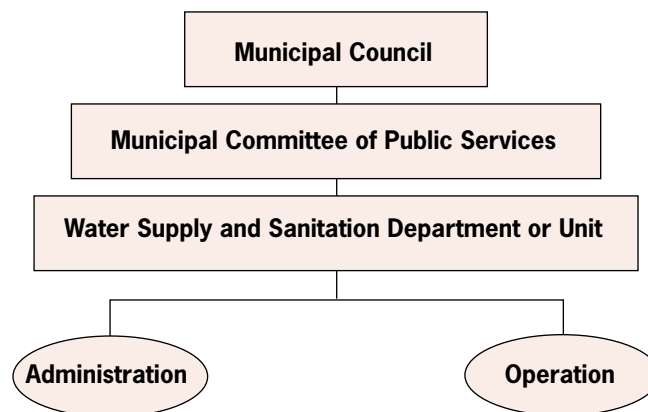 Municipal Council
Municipal Committee of Public Services
Water Supply and Sanitation Department or Unit
Administration
Operation